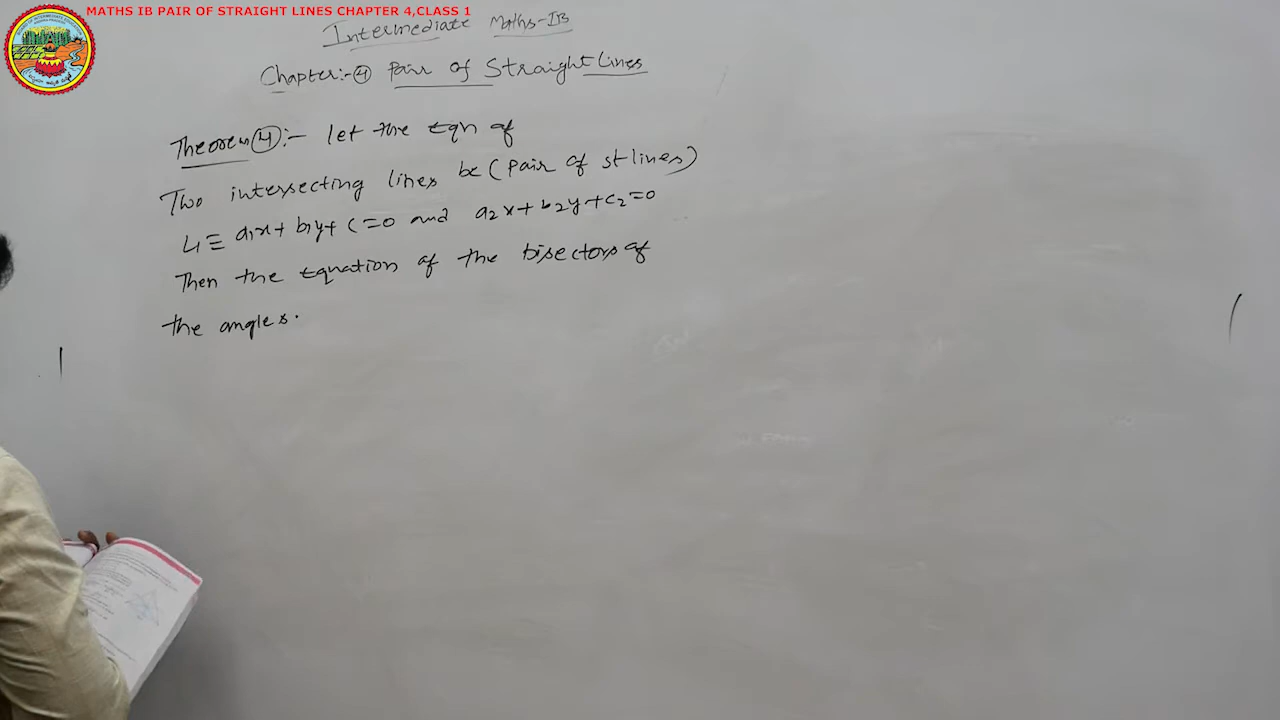 MATHS IB PAIR OF STRAIGHT LINES CHAPTER 4,CLASS 1
Intermediate Maths-IB
Chapter:-④ Pair of Straight Lines
Theorem④:- let the Eqn of
Two intersecting lines be (Pair of st lines)
L1≡ a1x+b1y+c=0 and a2x+b2y+c2=0
Then the Equation of the bisectors of
the angles.